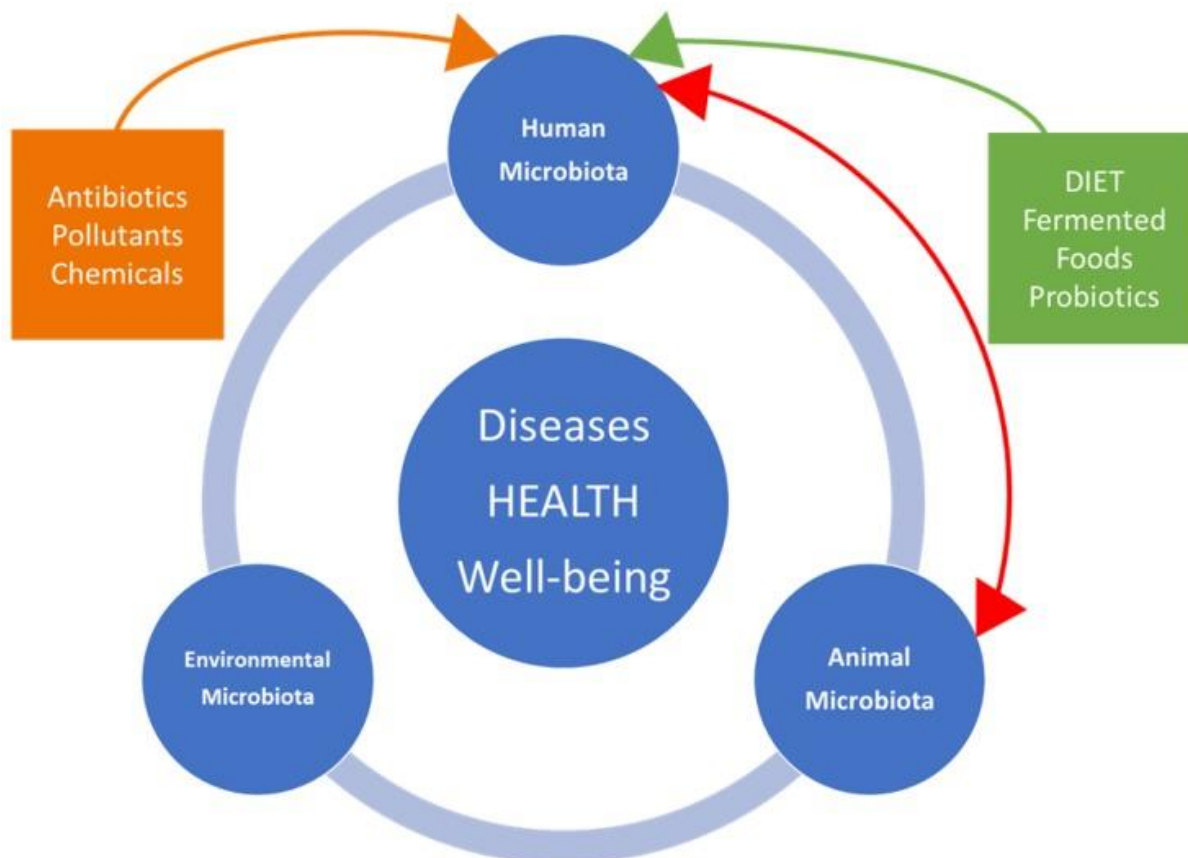 Human
Microbiota
Antibiotics
Pollutants
Chemicals
DIET
Fermented
Foods
Probiotics
Diseases
HEALTH
Well-being
Environmental
Microbiota
Animal
Microbiota